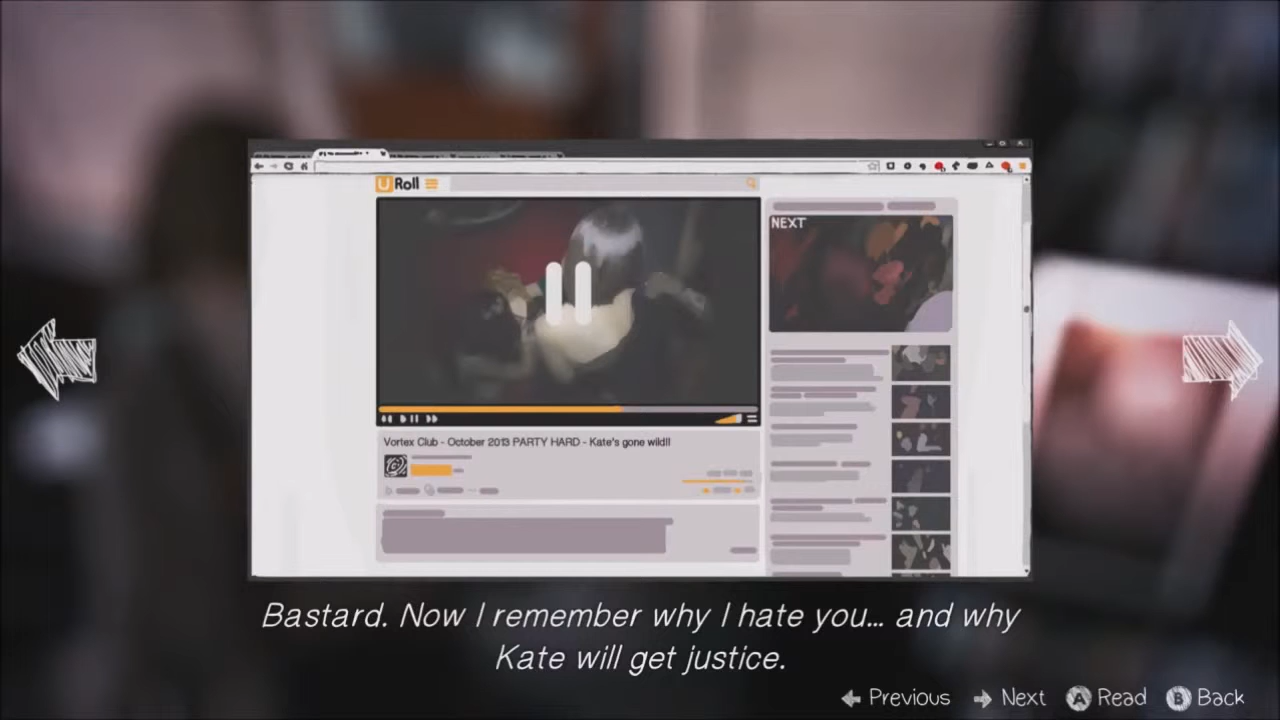 U Roll
NEXT
Vortex Club - October 2013 PARTY HARD - Kate's gone wild!!
Bastard. Now I remember why I hate you... and why
Kate will get justice.
Previous Next A Read B Back